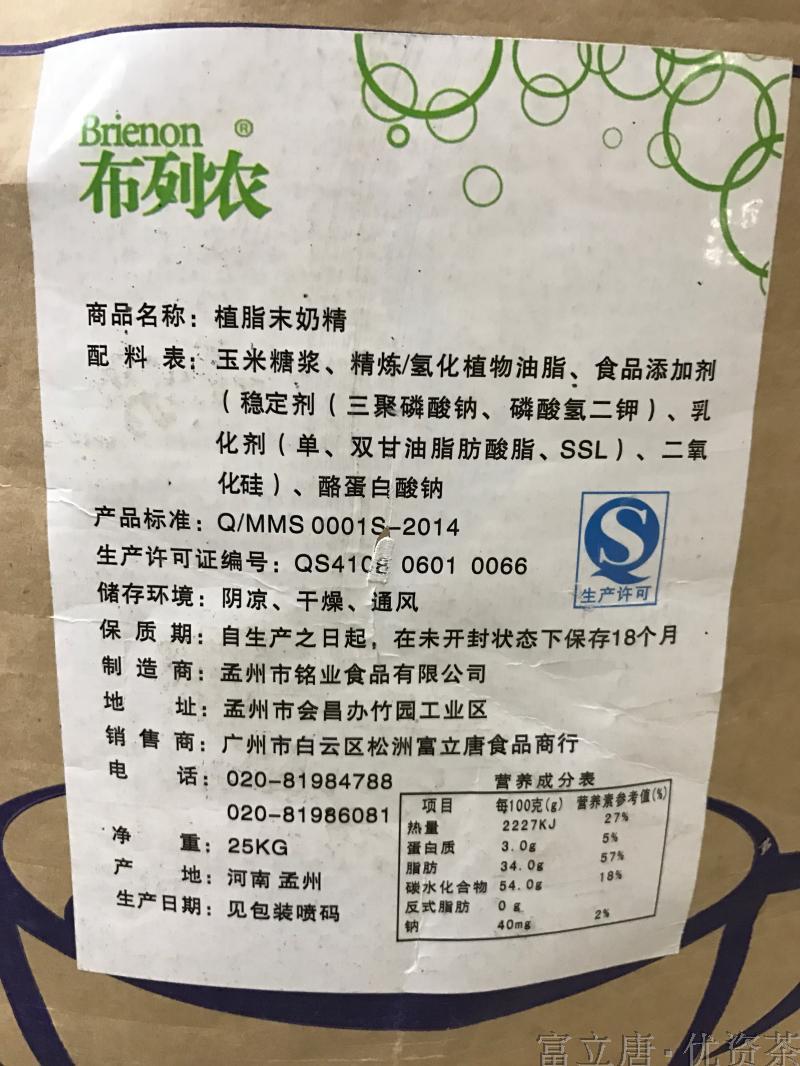 Brienon ®
布列农
商品名称：植脂末奶精
配料表：玉米糖浆、精炼/氢化植物油脂、食品添加剂
（稳定剂（三聚磷酸钠、磷酸氢二钾）、乳
化剂（单、双甘油脂肪酸脂、SSL）、二氧
化硅）、酪蛋白酸钠
产品标准：Q/MMS 0001S-2014
生产许可证编号：QS4108 0601 0066
生产许可
储存环境：阴凉、干燥、通风
保质期：自生产之日起，在未开封状态下保存18个月
制造商：孟州市铭业食品有限公司
地址：孟州市会昌办竹园工业区
销售商：广州市白云区松洲富立唐食品商行
电话：020-81984788
020-81986081
净重：25KG
产地：河南 孟州
生产日期：见包装喷码
营养成分表
项目 每100克(g) 营养素参考值(%)
热量 2227KJ 27%
蛋白质 3.0g 5%
脂肪 34.0g 57%
碳水化合物 54.0g 18%
反式脂肪 0 g
钠 40mg 2%
富立唐·优资茶